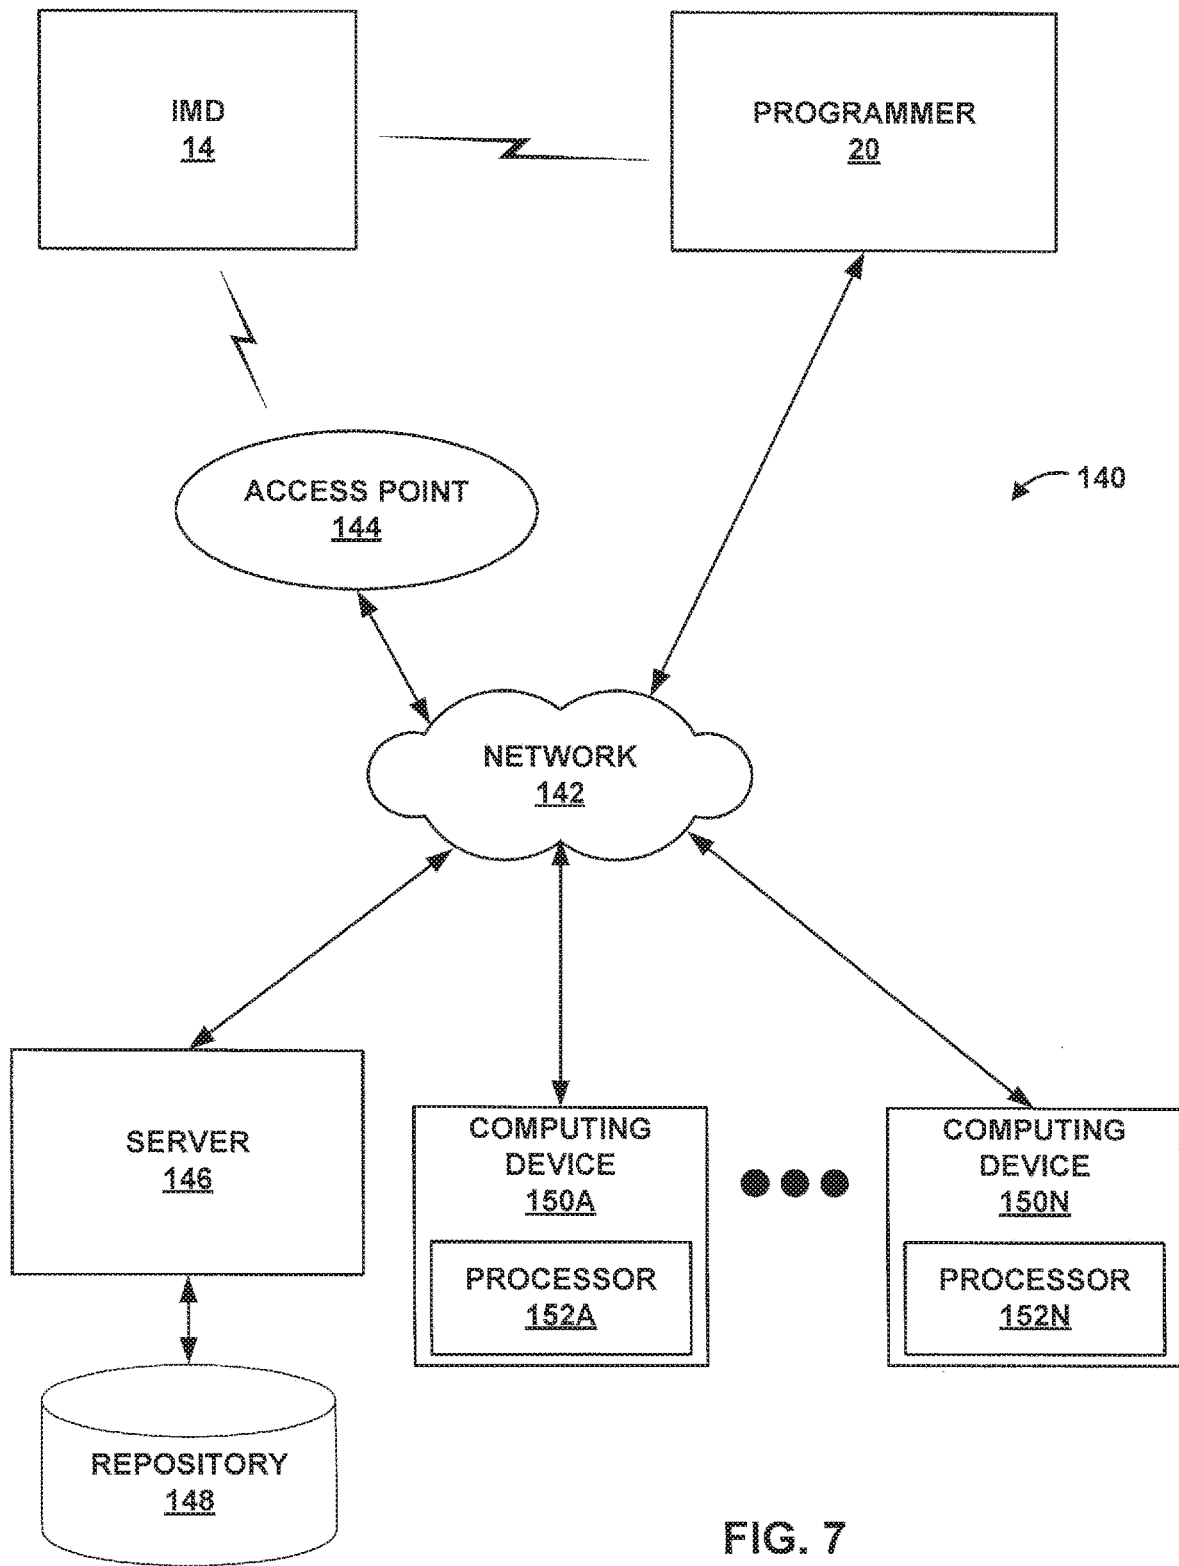 IMD
14
PROGRAMMER
20
ACCESS POINT
144
140
NETWORK
142
SERVER
146
COMPUTING
DEVICE
150A
PROCESSOR
152A
COMPUTING
DEVICE
150N
PROCESSOR
152N
REPOSITORY
148
FIG. 7